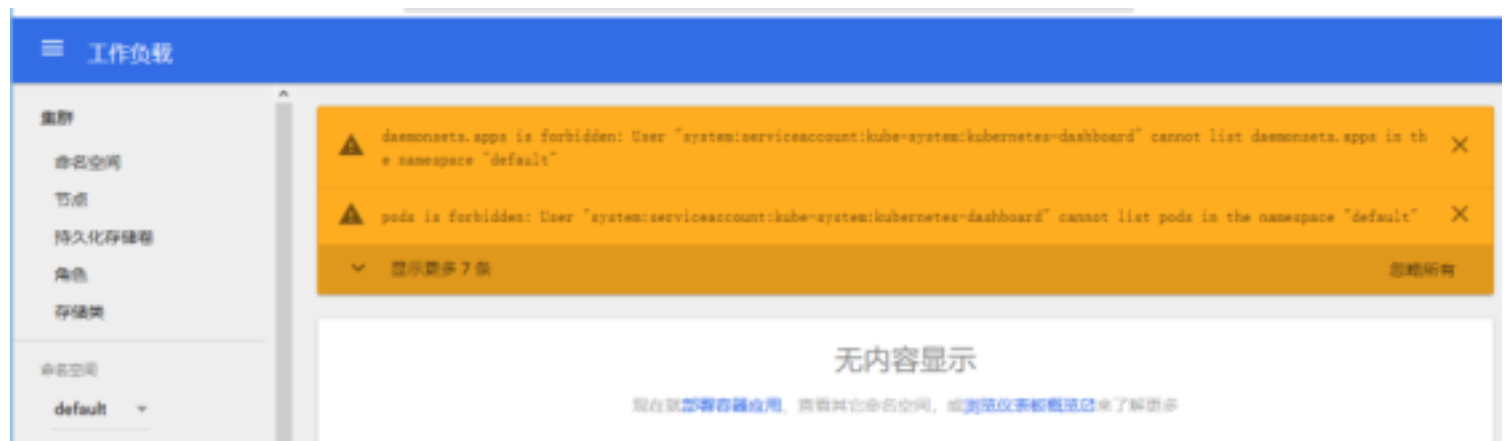 工作负载
集群
命名空间
节点
持久化存储卷
角色
存储类
命名空间
default
daemonsets.apps is forbidden: User "system:serviceaccount:kube-system:kubernetes-dashboard" cannot list daemonsets.apps in th
e namespace "default"
pods is forbidden: User "system:serviceaccount:kube-system:kubernetes-dashboard" cannot list pods in the namespace "default"
显示更多 7 条
忽略所有
无内容显示
现在就部署容器应用，查看其它命名空间，或浏览仪表板概览来了解更多